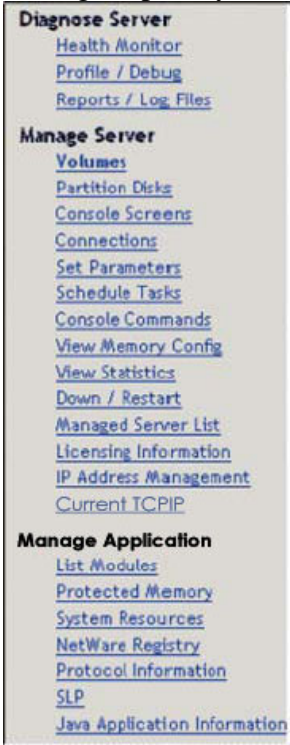 Diagnose Server
Health Monitor
Profile / Debug
Reports / Log Files
Manage Server
Volumes
Partition Disks
Console Screens
Connections
Set Parameters
Schedule Tasks
Console Commands
View Memory Config
View Statistics
Down / Restart
Managed Server List
Licensing Information
IP Address Management
Current TCPIP
Manage Application
List Modules
Protected Memory
System Resources
NetWare Registry
Protocol Information
SLP
Java Application Information